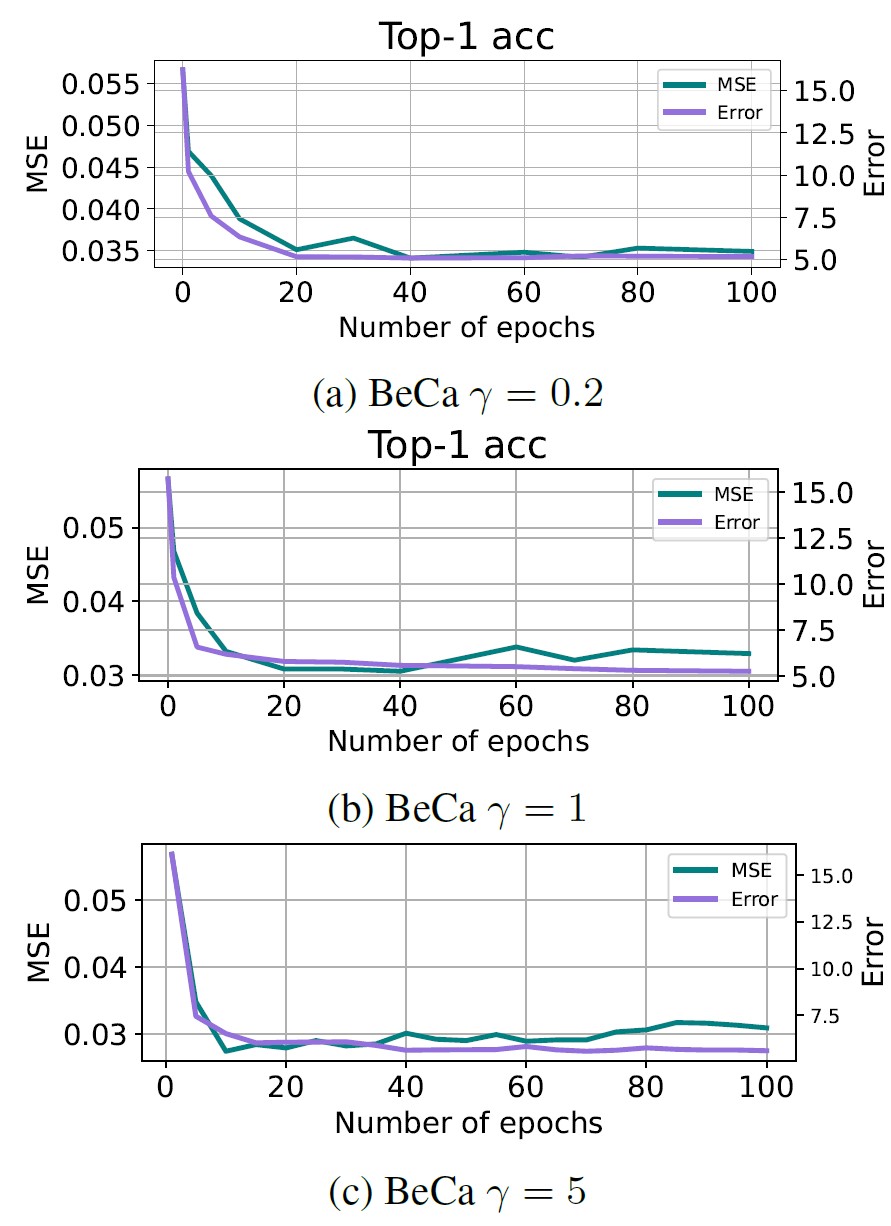 Top-1 acc
0.055
0.050
0.045
0.040
0.035
MSE
15.0
12.5
10.0
7.5
5.0
Error
MSE
Error
0 20 40 60 80 100
Number of epochs
(a) BeCa γ = 0.2
Top-1 acc
0.05
0.04
0.03
MSE
15.0
12.5
10.0
7.5
5.0
Error
MSE
Error
0 20 40 60 80 100
Number of epochs
(b) BeCa γ = 1
0.05
0.04
0.03
MSE
15.0
12.5
10.0
7.5
Error
MSE
Error
0 20 40 60 80 100
Number of epochs
(c) BeCa γ = 5